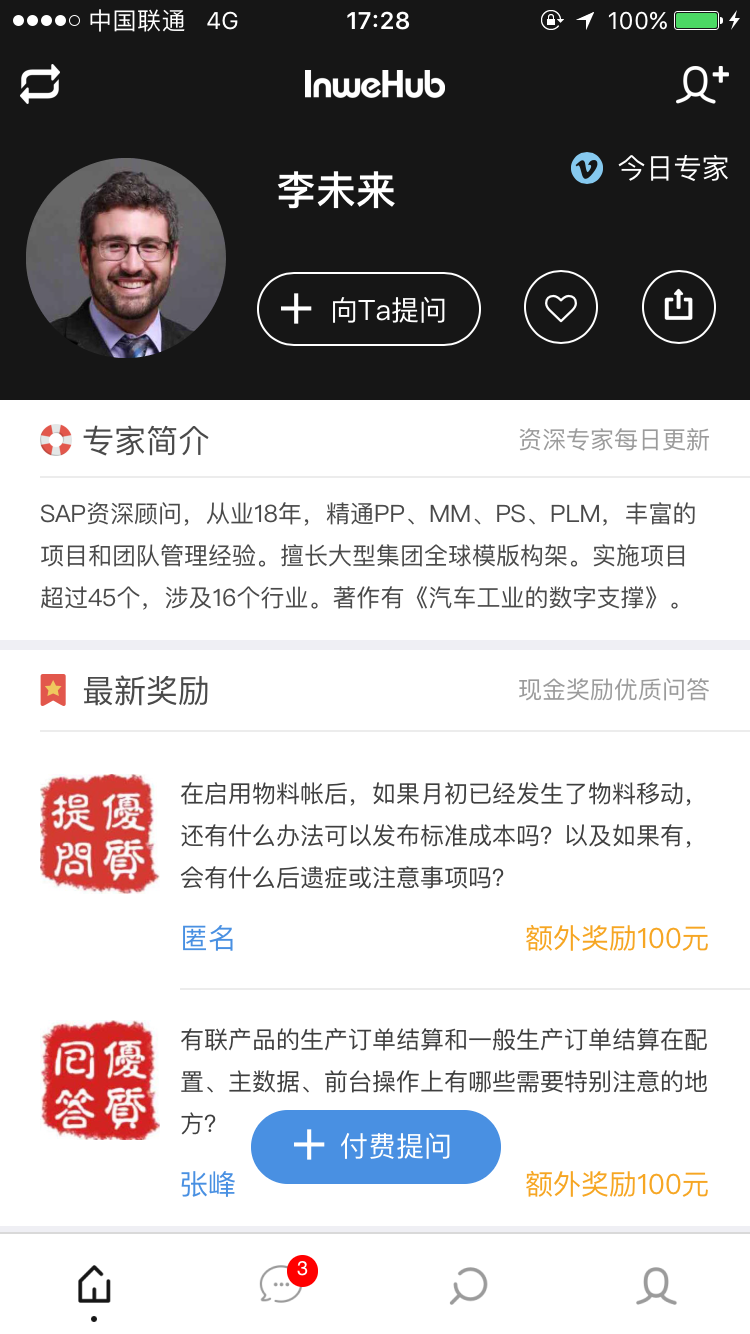 中国联通 4G 17:28 100%
InweHub
今日专家
李未来
向Ta提问
专家简介 资深专家每日更新
SAP资深顾问，从业18年，精通PP、MM、PS、PLM，丰富的
项目和团队管理经验。擅长大型集团全球模版构架。实施项目
超过45个，涉及16个行业。著作有《汽车工业的数字支撑》。
最新奖励 现金奖励优质问答
優質提問
在启用物料帐后，如果月初已经发生了物料移动，
还有什么办法可以发布标准成本吗？以及如果有，
会有什么后遗症或注意事项吗？
匿名 额外奖励100元
優質回答
有联产品的生产订单结算和一般生产订单结算在配
置、主数据、前台操作上有哪些需要特别注意的地
方？
付费提问
张峰 额外奖励100元
3